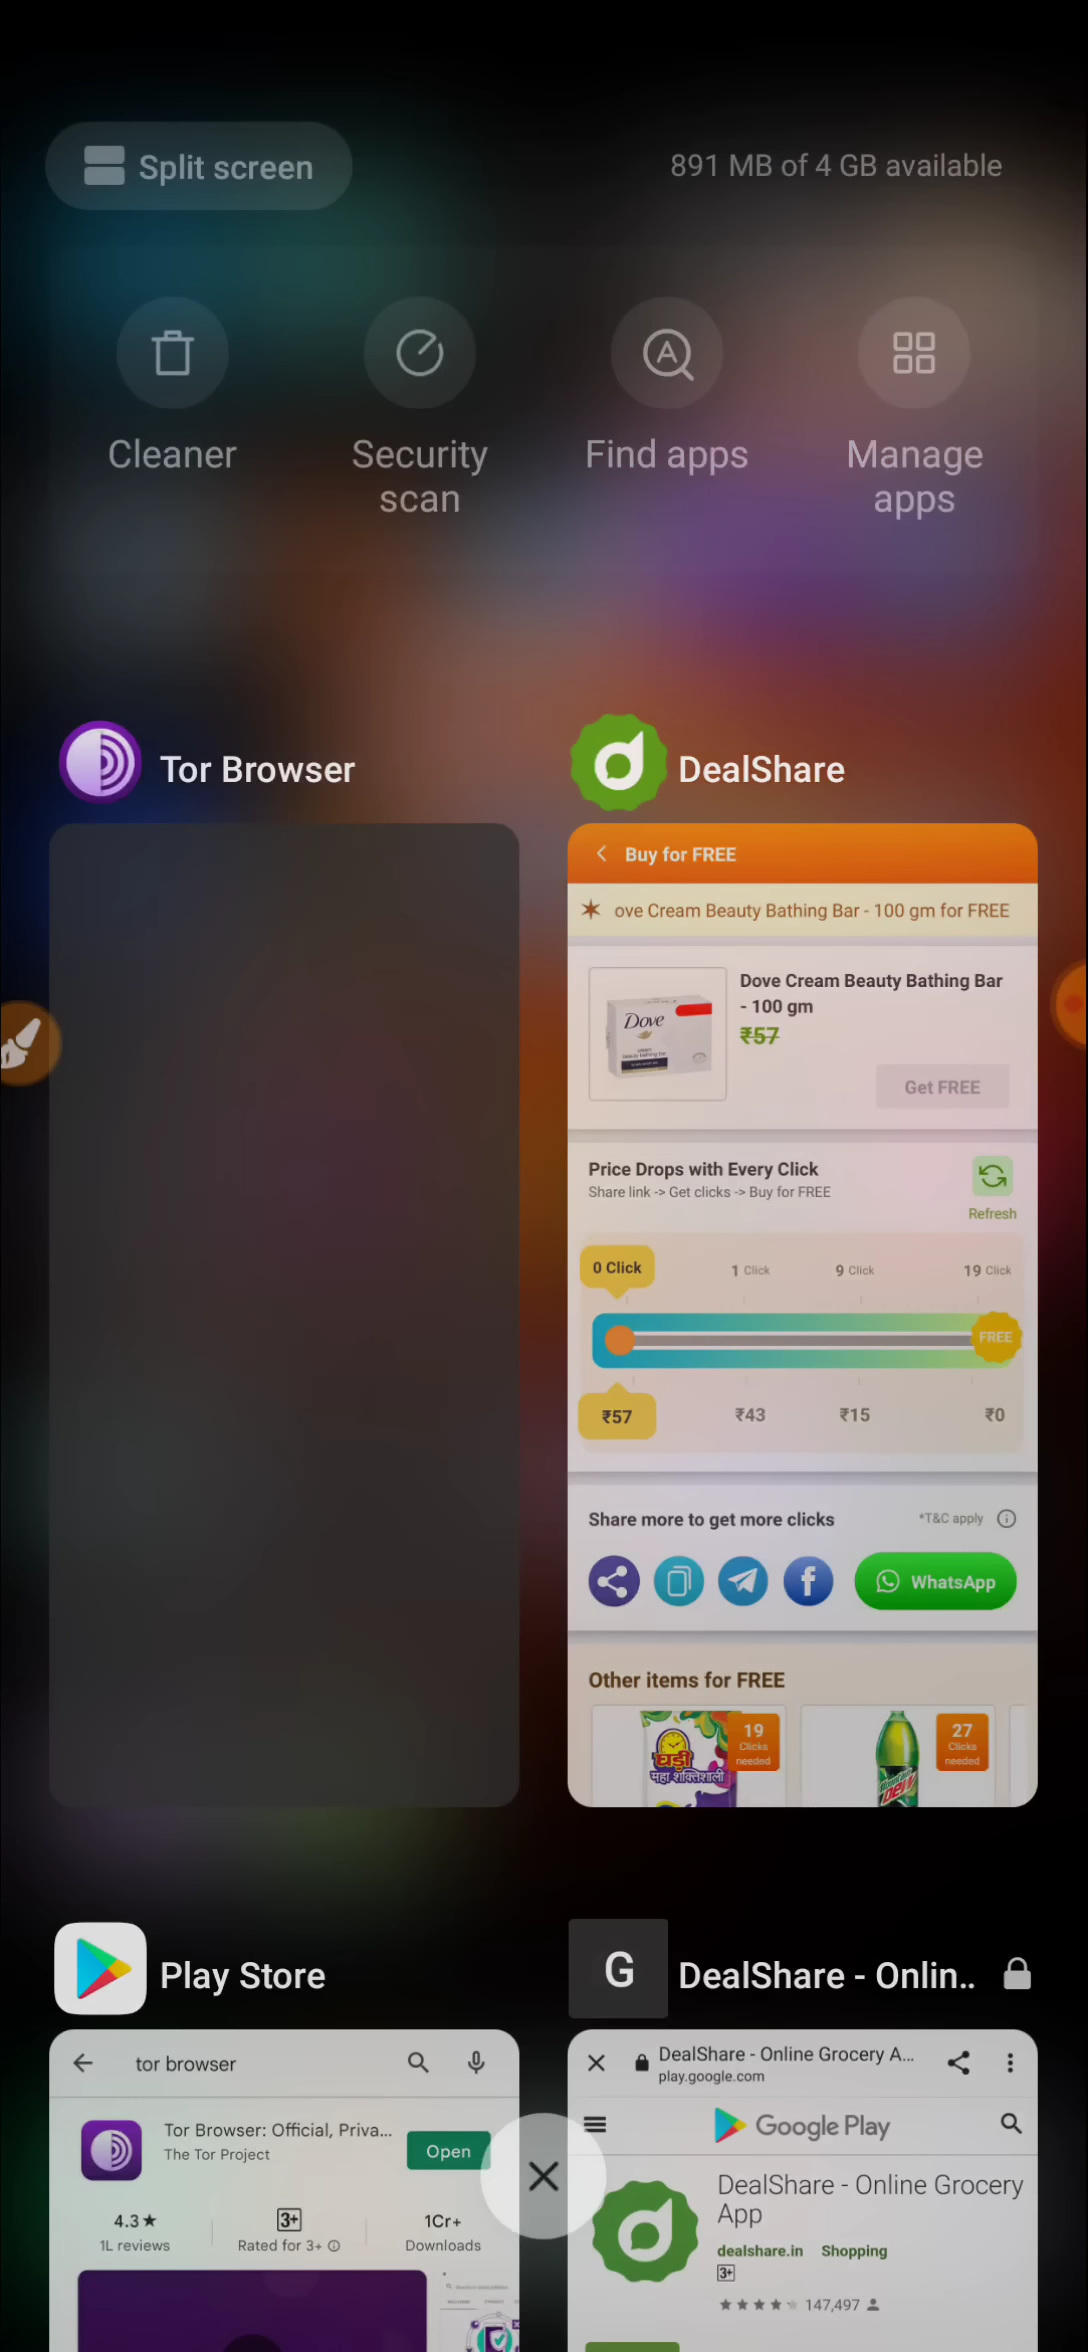 Split screen
891 MB of 4 GB available
Cleaner
Security
scan
Find apps
Manage
apps
Tor Browser
DealShare
Buy for FREE
ove Cream Beauty Bathing Bar - 100 gm for FREE
Dove
Dove Cream Beauty Bathing Bar
- 100 gm
₹57
Get FREE
Price Drops with Every Click
Share link -> Get clicks -> Buy for FREE
Refresh
0 Click
1 Click
9 Click
19 Click
FREE
₹57
₹43
₹15
₹0
Share more to get more clicks
*T&C apply
WhatsApp
Other items for FREE
19
Clicks
needed
घड़ी
महा शक्तिशाली
27
Clicks
needed
DEW
Play Store
G
DealShare - Onlin..
tor browser
Tor Browser: Official, Priva...
The Tor Project
Open
4.3★
1L reviews
3+
Rated for 3+
1Cr+
Downloads
DealShare - Online Grocery A...
play.google.com
Google Play
DealShare - Online Grocery
App
dealshare.in Shopping
3+
147,497